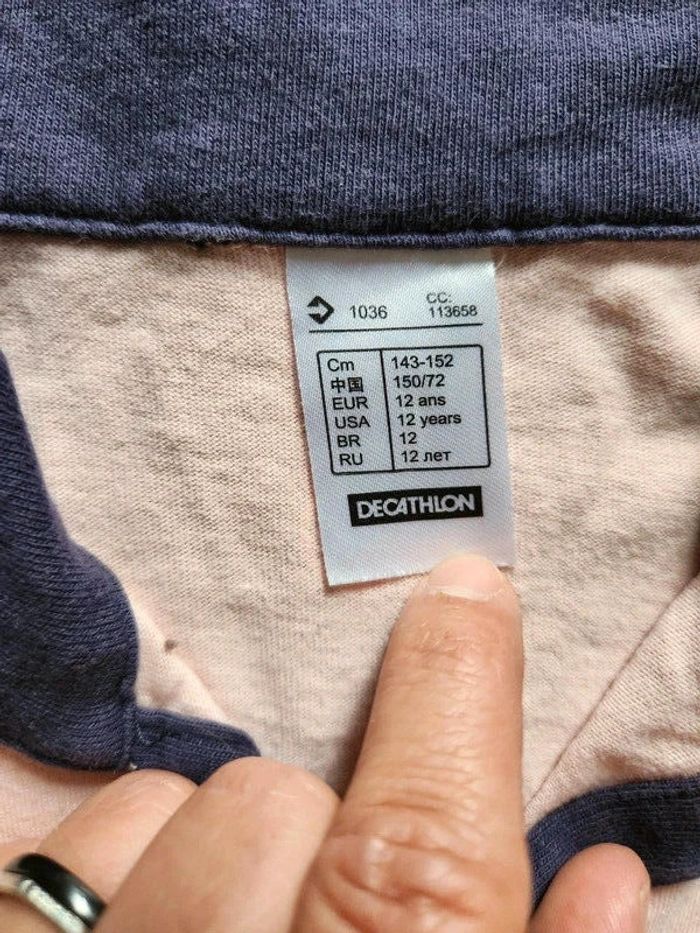 1036 CC: 113658
Cm 143-152
中国 150/72
EUR 12 ans
USA 12 years
BR 12
RU 12 лет
DECATHLON